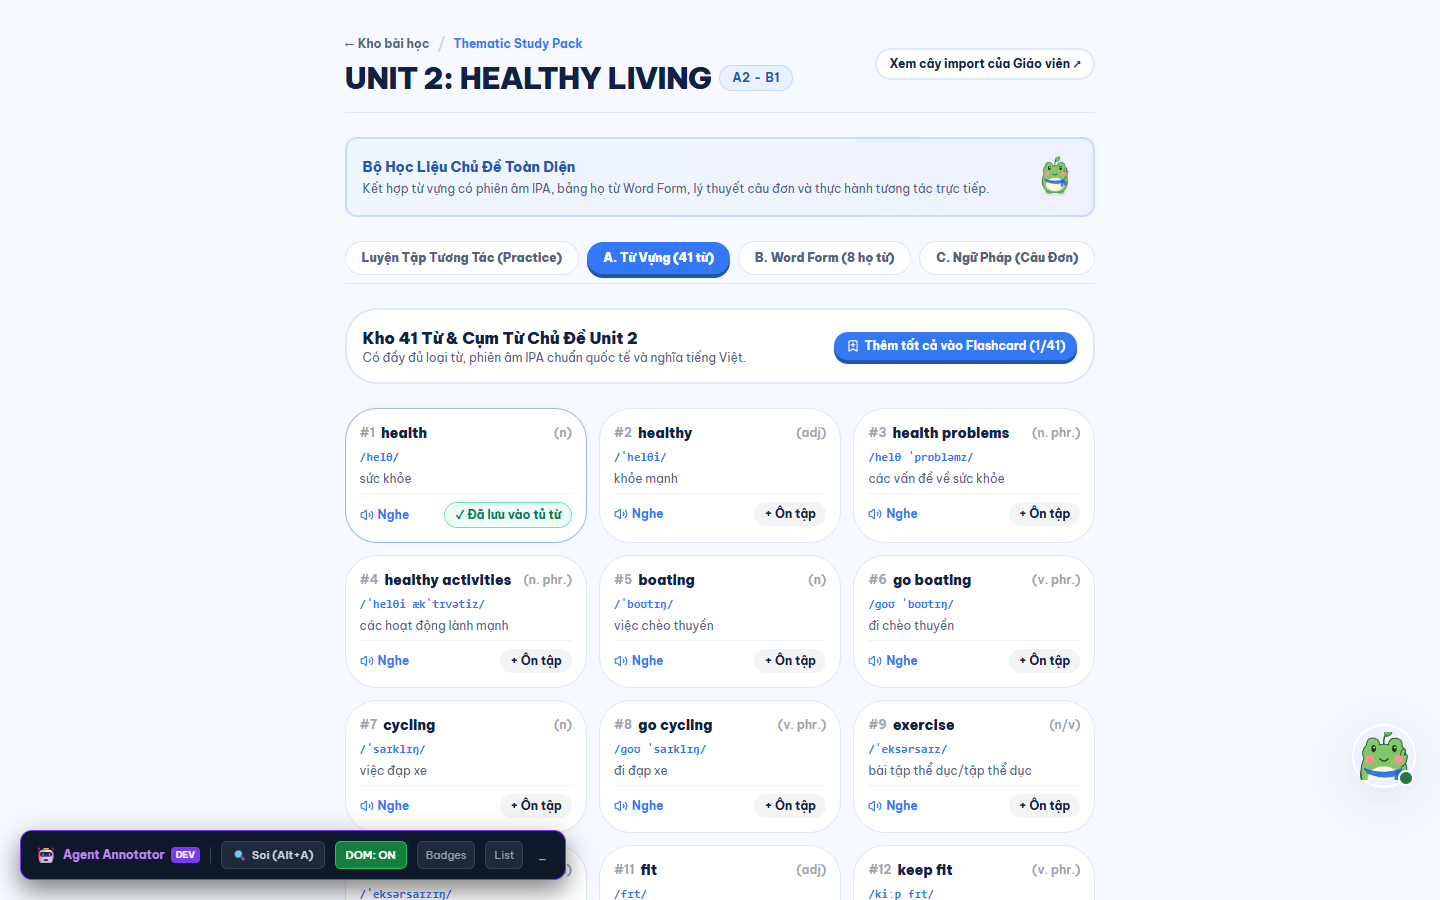 ← Kho bài học / Thematic Study Pack
UNIT 2: HEALTHY LIVING A2 - B1
Xem cây import của Giáo viên ↗
Bộ Học Liệu Chủ Đề Toàn Diện
Kết hợp từ vựng có phiên âm IPA, bảng họ từ Word Form, lý thuyết câu đơn và thực hành tương tác trực tiếp.
Luyện Tập Tương Tác (Practice) A. Từ Vựng (41 từ) B. Word Form (8 họ từ) C. Ngữ Pháp (Câu Đơn)
Kho 41 Từ & Cụm Từ Chủ Đề Unit 2
Có đầy đủ loại từ, phiên âm IPA chuẩn quốc tế và nghĩa tiếng Việt.
Thêm tất cả vào Flashcard (1/41)
#1 health (n)
/helθ/
sức khỏe
Nghe ✓ Đã lưu vào tủ từ
#2 healthy (adj)
/ˈhelθi/
khỏe mạnh
Nghe + Ôn tập
#3 health problems (n. phr.)
/helθ ˈprɒbləmz/
các vấn đề về sức khỏe
Nghe + Ôn tập
#4 healthy activities (n. phr.)
/ˈhelθi ækˈtɪvətiz/
các hoạt động lành mạnh
Nghe + Ôn tập
#5 boating (n)
/ˈboʊtɪŋ/
việc chèo thuyền
Nghe + Ôn tập
#6 go boating (v. phr.)
/ɡoʊ ˈboʊtɪŋ/
đi chèo thuyền
Nghe + Ôn tập
#7 cycling (n)
/ˈsaɪklɪŋ/
việc đạp xe
Nghe + Ôn tập
#8 go cycling (v. phr.)
/ɡoʊ ˈsaɪklɪŋ/
đi đạp xe
Nghe + Ôn tập
#9 exercise (n/v)
/ˈeksərsaɪz/
bài tập thể dục/tập thể dục
Nghe + Ôn tập
/ˈeksərsaɪzɪŋ/
#11 fit (adj)
/fɪt/
#12 keep fit (v. phr.)
/kiːp fɪt/
Agent Annotator DEV Soi (Alt+A) DOM: ON Badges List _